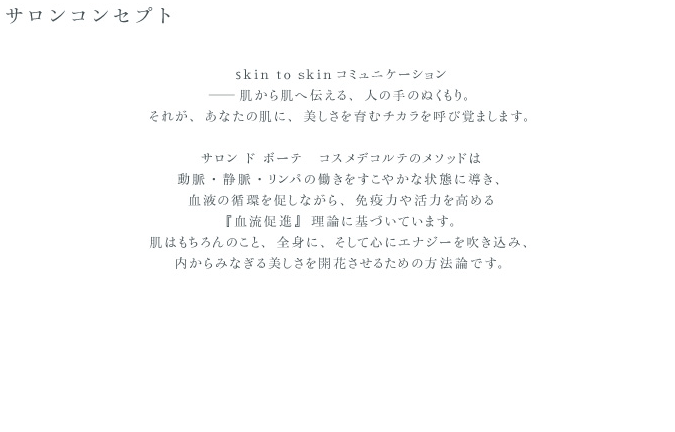 サロンコンセプト
skin to skin コミュニケーション
―― 肌から肌へ伝える、人の手のぬくもり。
それが、あなたの肌に、美しさを育むチカラを呼び覚まします。
サロン ド ボーテ　コスメデコルテのメソッドは
動脈・静脈・リンパの働きをすこやかな状態に導き、
血液の循環を促しながら、免疫力や活力を高める
『血流促進』理論に基づいています。
肌はもちろんのこと、全身に、そして心にエナジーを吹き込み、
内からみなぎる美しさを開花させるための方法論です。